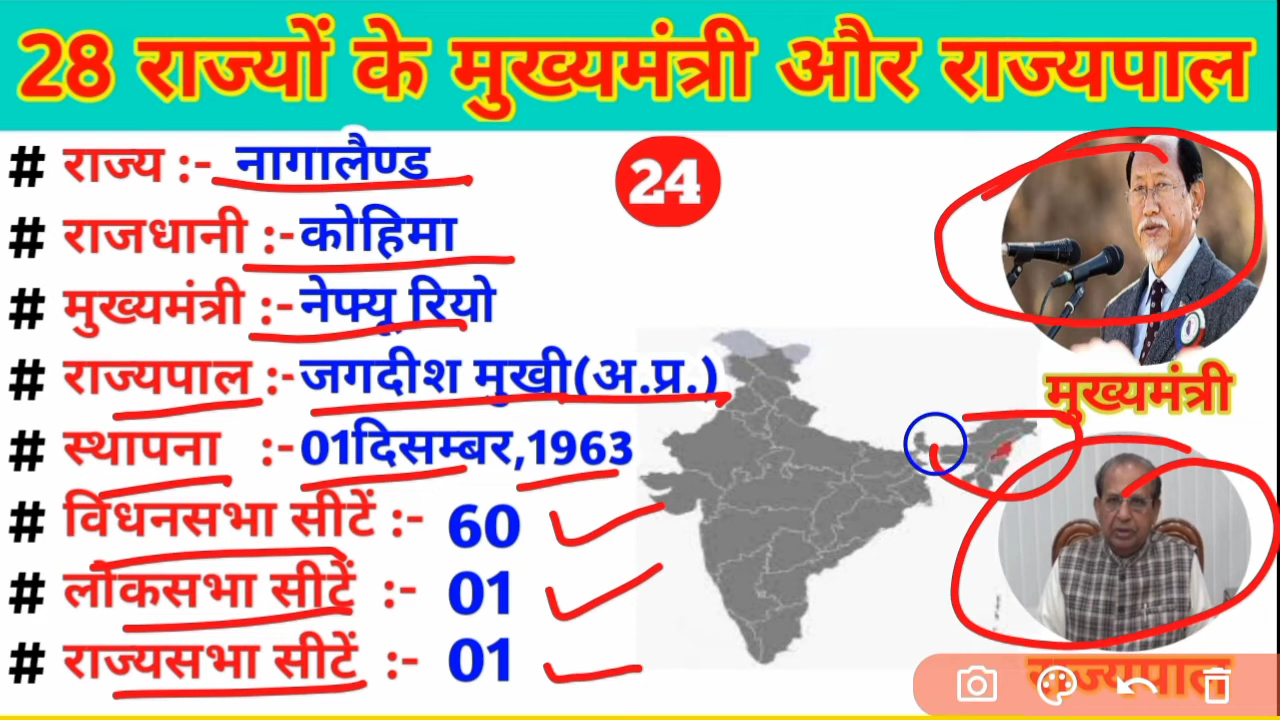 28 राज्यों के मुख्यमंत्री और राज्यपाल
# राज्य :- नागालैण्ड
24
# राजधानी :- कोहिमा
# मुख्यमंत्री :- नेफ्यू रियो
# राज्यपाल :- जगदीश मुखी(अ.प्र.)
मुख्यमंत्री
# स्थापना :- 01दिसम्बर,1963
# विधनसभा सीटें :- 60
# लोकसभा सीटें :- 01
# राज्यसभा सीटें :- 01
राज्यपाल